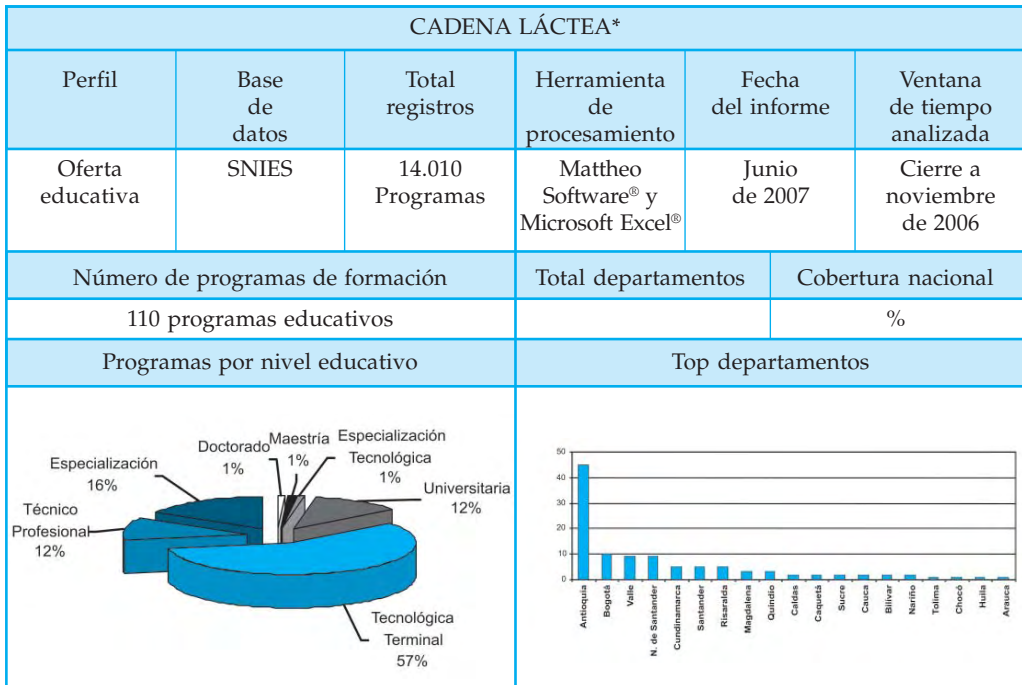 CADENA LÁCTEA*
Perfil
Base
de
datos
Total
registros
Herramienta
de
procesamiento
Fecha
del informe
Ventana
de tiempo
analizada
Oferta
educativa
SNIES
14.010
Programas
Mattheo
Software® y
Microsoft Excel®
Junio
de 2007
Cierre a
noviembre
de 2006
Número de programas de formación
Total departamentos
Cobertura nacional
110 programas educativos
%
Programas por nivel educativo
Top departamentos
Doctorado
1%
Maestría
1%
Especialización
Tecnológica
1%
Universitaria
12%
Especialización
16%
Técnico
Profesional
12%
Tecnológica
Terminal
57%
50
40
30
20
10
0
Antioquia
Bogotá
Valle
N. de Santander
Cundinamarca
Santander
Risaralda
Magdalena
Quindio
Caldas
Caquetá
Sucre
Cauca
Bilívar
Nariño
Tolima
Chocó
Huila
Arauca